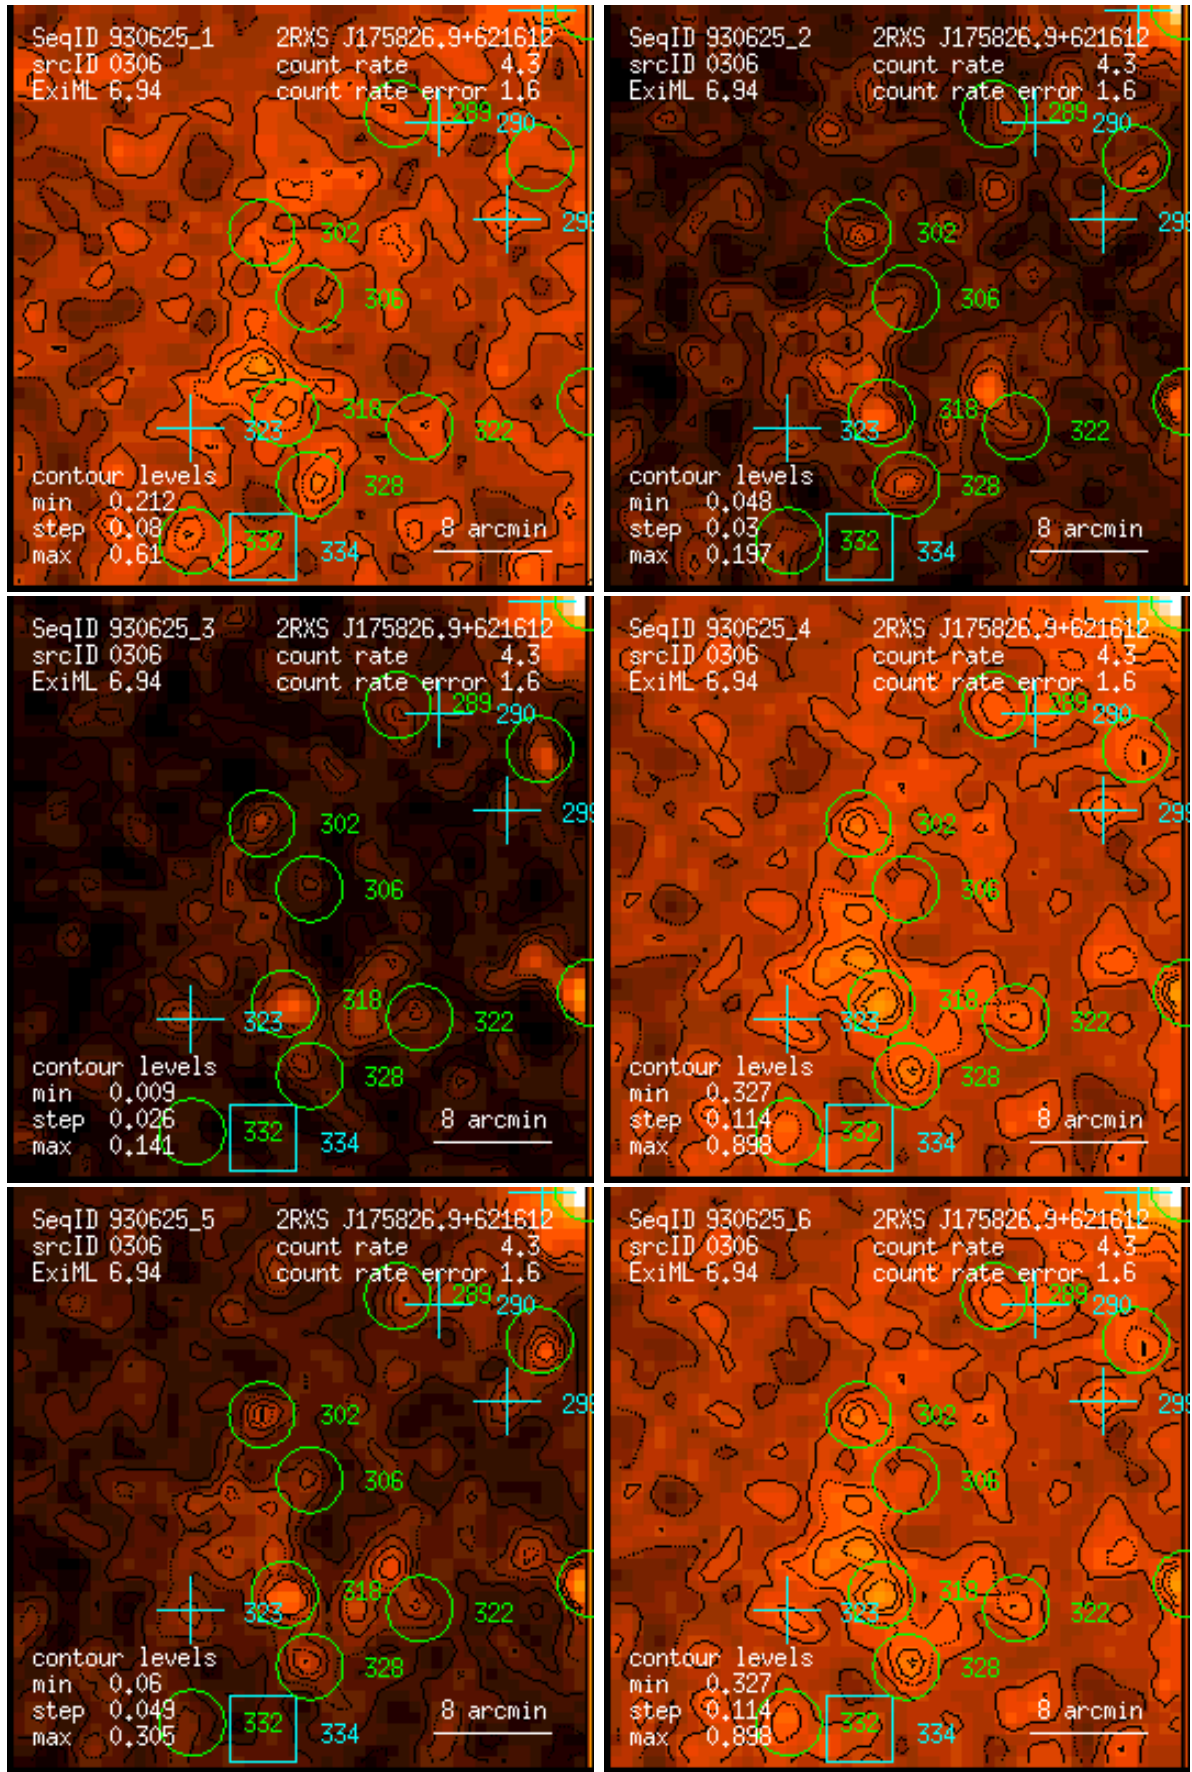 SeqID 930625_1 2RXS J175826.9+621612
srcID 0306 count rate 4.3
ExiML 6.94 count rate error 1.6
289 290
299
302
306
318
323 322
328
contour levels
min 0.212
step 0.08
max 0.61
332 334
8 arcmin
SeqID 930625_2 2RXS J175826.9+621612
srcID 0306 count rate 4.3
ExiML 6.94 count rate error 1.6
289 290
299
302
306
318
323 322
328
contour levels
min 0.048
step 0.03
max 0.197
332 334
8 arcmin
SeqID 930625_3 2RXS J175826.9+621612
srcID 0306 count rate 4.3
ExiML 6.94 count rate error 1.6
289 290
299
302
306
318
323 322
328
contour levels
min 0.009
step 0.026
max 0.141
332 334
8 arcmin
SeqID 930625_4 2RXS J175826.9+621612
srcID 0306 count rate 4.3
ExiML 6.94 count rate error 1.6
289 290
299
302
306
318
323 322
328
contour levels
min 0.327
step 0.114
max 0.898
332 334
8 arcmin
SeqID 930625_5 2RXS J175826.9+621612
srcID 0306 count rate 4.3
ExiML 6.94 count rate error 1.6
289 290
299
302
306
318
323 322
328
contour levels
min 0.06
step 0.049
max 0.305
332 334
8 arcmin
SeqID 930625_6 2RXS J175826.9+621612
srcID 0306 count rate 4.3
ExiML 6.94 count rate error 1.6
289 290
299
302
306
318
323 322
328
contour levels
min 0.327
step 0.114
max 0.898
332 334
8 arcmin